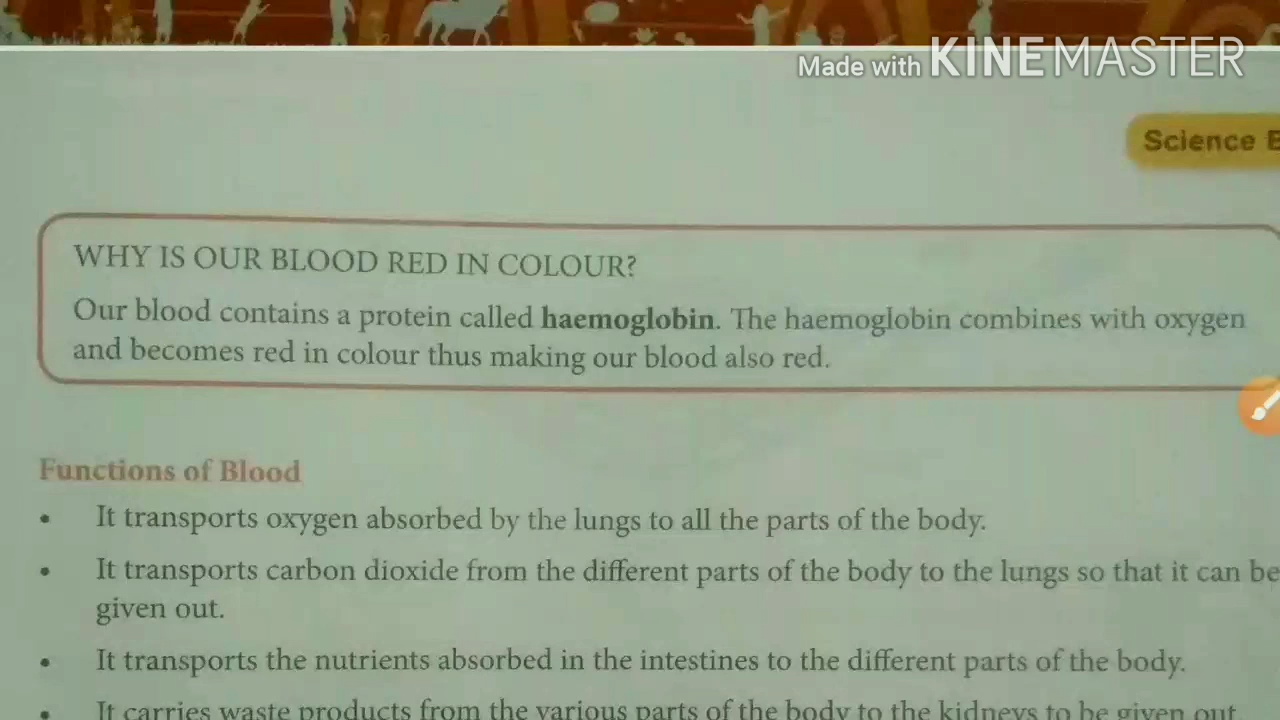 Made with KINEMASTER
Science
WHY IS OUR BLOOD RED IN COLOUR?
Our blood contains a protein called haemoglobin. The haemoglobin combines with oxygen
and becomes red in colour thus making our blood also red.
Functions of Blood
• It transports oxygen absorbed by the lungs to all the parts of the body.
• It transports carbon dioxide from the different parts of the body to the lungs so that it can be
given out.
• It transports the nutrients absorbed in the intestines to the different parts of the body.
• It carries waste products from the various parts of the body to the kidneys to be given out.